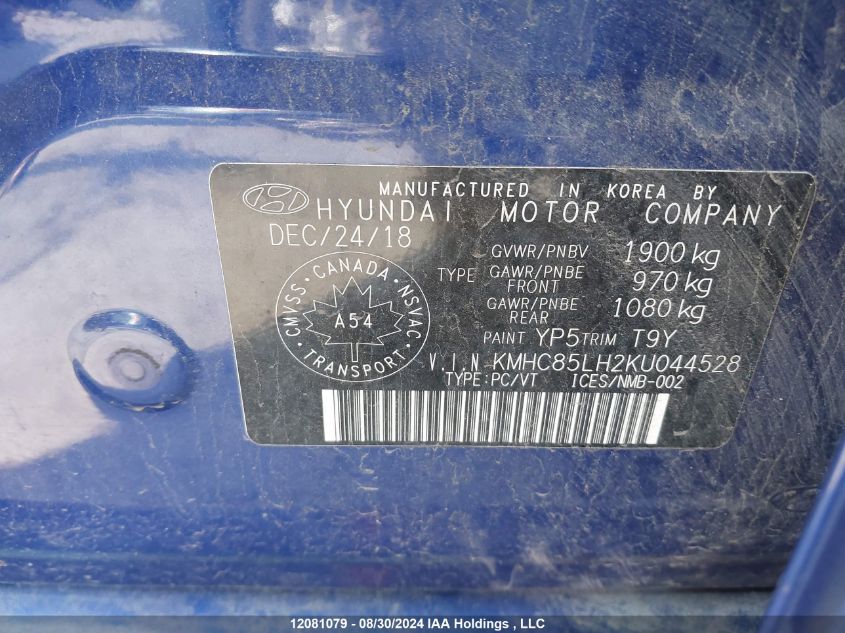 MANUFACTURED IN KOREA BY
HYUNDAI MOTOR COMPANY
DEC/24/18
GVWR/PNBV 1900 kg
TYPE GAWR/PNBE FRONT 970 kg
GAWR/PNBE REAR 1080 kg
CANADA
CMVSS · NSVAC
A54
TRANSPORT
PAINT YP5 TRIM T9Y
V.I.N KMHC85LH2KU044528
TYPE: PC/VT ICES/NMB-002
12081079 - 08/30/2024 IAA Holdings , LLC